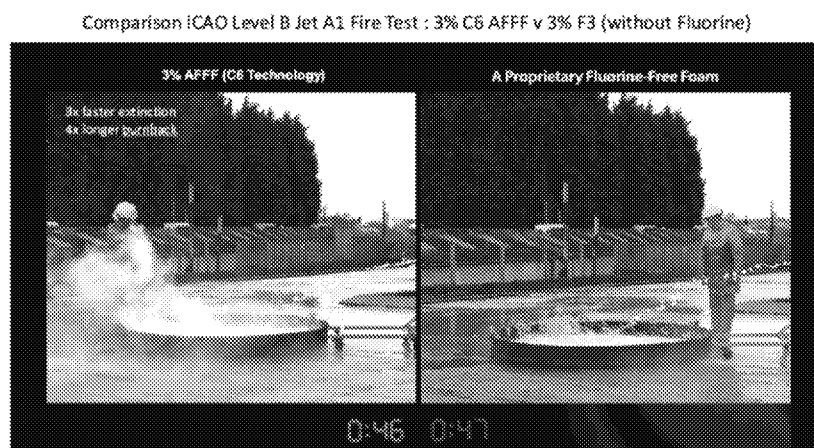 Comparison ICAO Level B Jet A1 Fire Test : 3% C6 AFFF v 3% F3 (without Fluorine)
3% AFFF (C6 Technology)
A Proprietary Fluorine-Free Foam
3x faster extinction
4x longer burnback
0:46 0:47